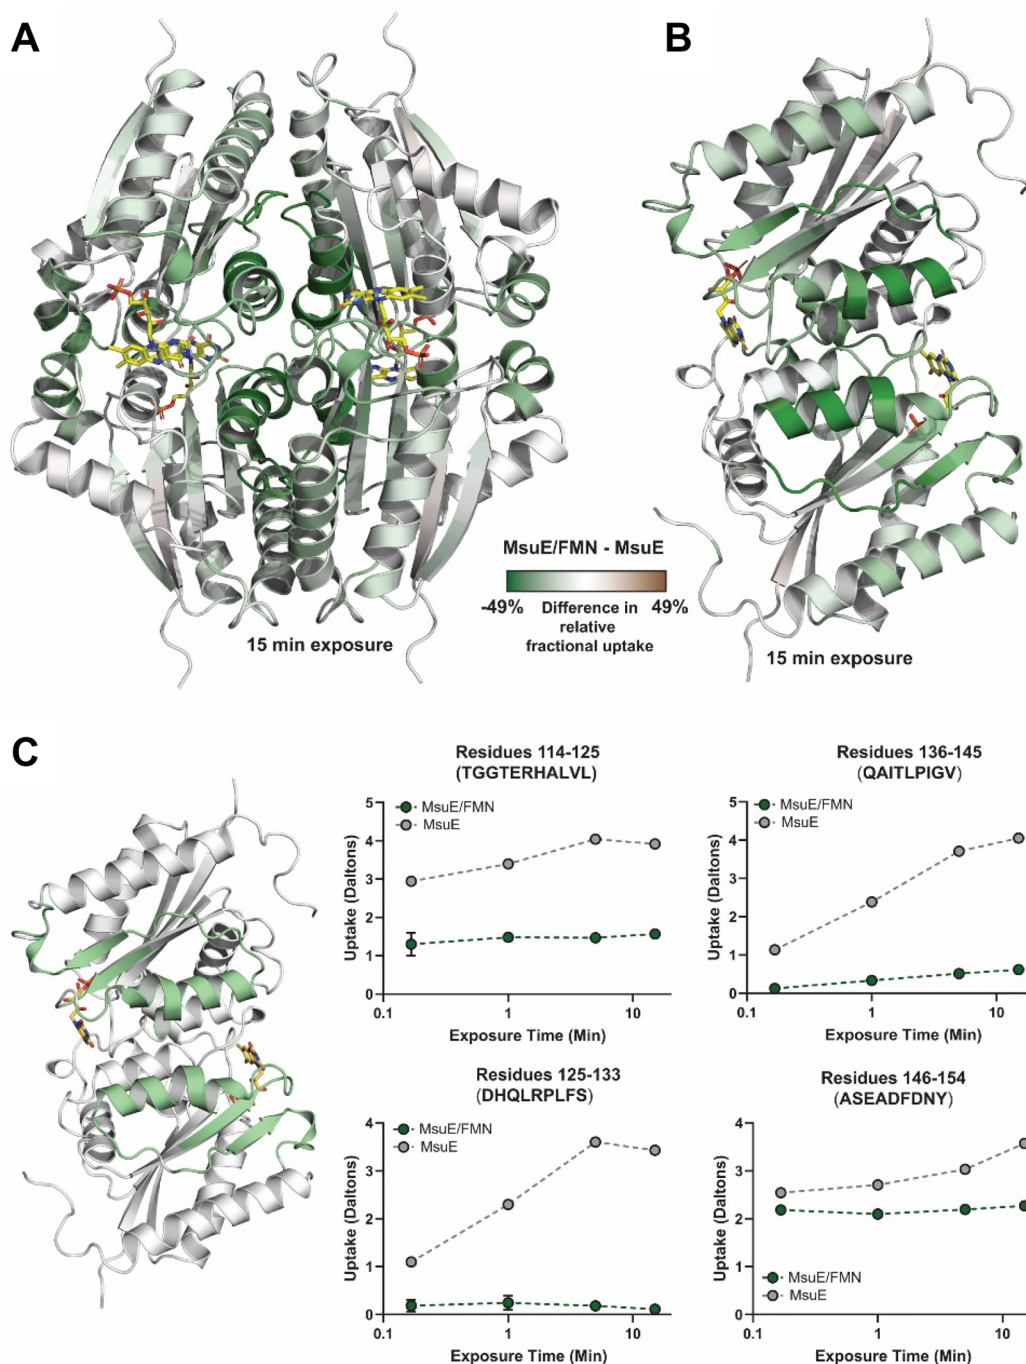 A
B
MsuE/FMN - MsuE
-49%
Difference in
relative
fractional uptake
49%
15 min exposure
15 min exposure
C
Residues 114-125
(TGGTERHALVL)
MsuE/FMN
MsuE
Uptake (Daltons)
5
4
3
2
1
0
0.1
1
10
Exposure Time (Min)
Residues 136-145
(QAITLPIGV)
MsuE/FMN
MsuE
Uptake (Daltons)
5
4
3
2
1
0
0.1
1
10
Exposure Time (Min)
Residues 125-133
(DHQLRPLFS)
MsuE/FMN
MsuE
Uptake (Daltons)
4
3
2
1
0
0.1
1
10
Exposure Time (Min)
Residues 146-154
(ASEADFDNY)
Uptake (Daltons)
4
3
2
1
0
MsuE/FMN
MsuE
0.1
1
10
Exposure Time (Min)